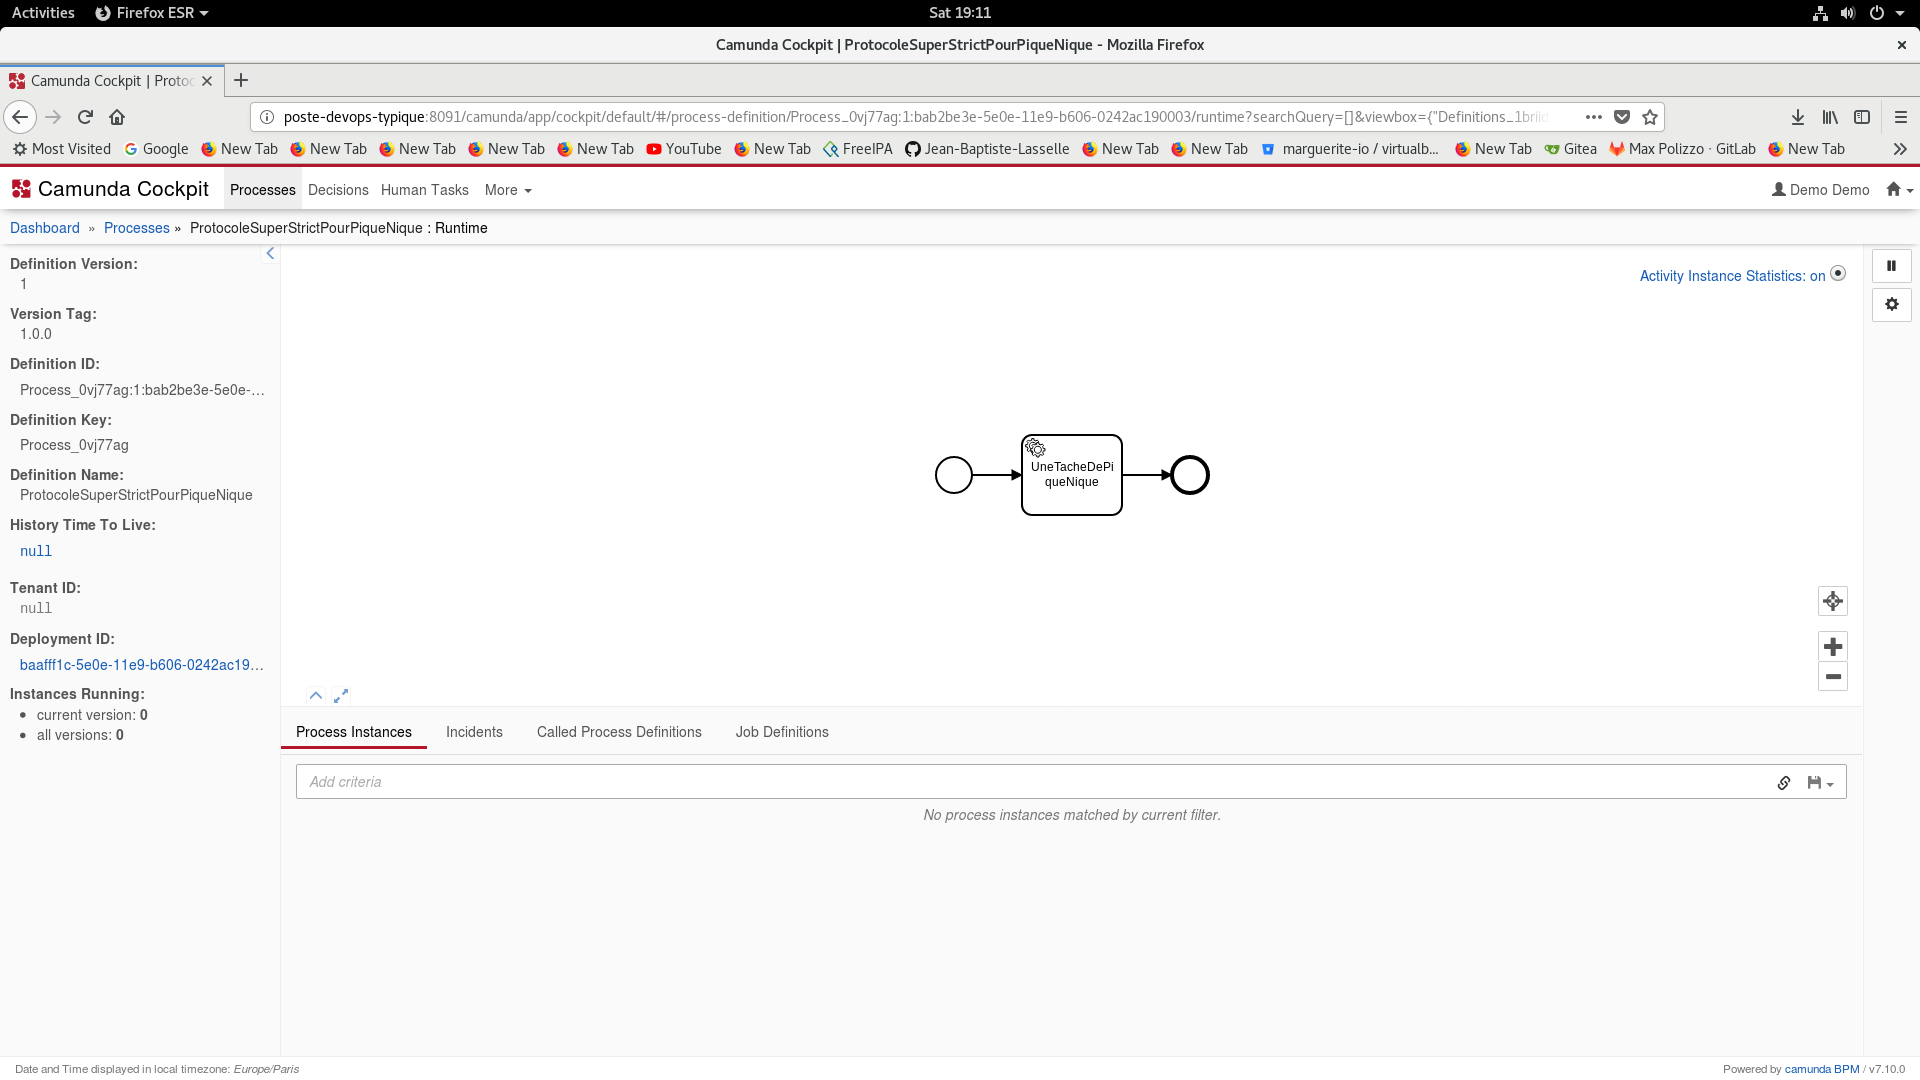 Activities Firefox ESR Sat 19:11
Camunda Cockpit | ProtocoleSuperStrictPourPiqueNique - Mozilla Firefox
Camunda Cockpit | Protoc
poste-devops-typique:8091/camunda/app/cockpit/default/#/process-definition/Process_0vj77ag:1:bab2be3e-5e0e-11e9-b606-0242ac190003/runtime?searchQuery=[]&viewbox={"Definitions_1briid
Most Visited Google New Tab New Tab New Tab New Tab New Tab YouTube New Tab FreeIPA Jean-Baptiste-Lasselle New Tab New Tab marguerite-io / virtualb... New Tab Gitea Max Polizzo · GitLab New Tab
Camunda Cockpit Processes Decisions Human Tasks More Demo Demo
Dashboard » Processes » ProtocoleSuperStrictPourPiqueNique : Runtime
Definition Version:
1
Version Tag:
1.0.0
Definition ID:
Process_0vj77ag:1:bab2be3e-5e0e-...
Definition Key:
Process_0vj77ag
Definition Name:
ProtocoleSuperStrictPourPiqueNique
History Time To Live:
null
Tenant ID:
null
Deployment ID:
baafff1c-5e0e-11e9-b606-0242ac19...
Instances Running:
current version: 0
all versions: 0
Activity Instance Statistics: on
UneTacheDePi
queNique
Process Instances Incidents Called Process Definitions Job Definitions
Add criteria
No process instances matched by current filter.
Date and Time displayed in local timezone: Europe/Paris
Powered by camunda BPM / v7.10.0